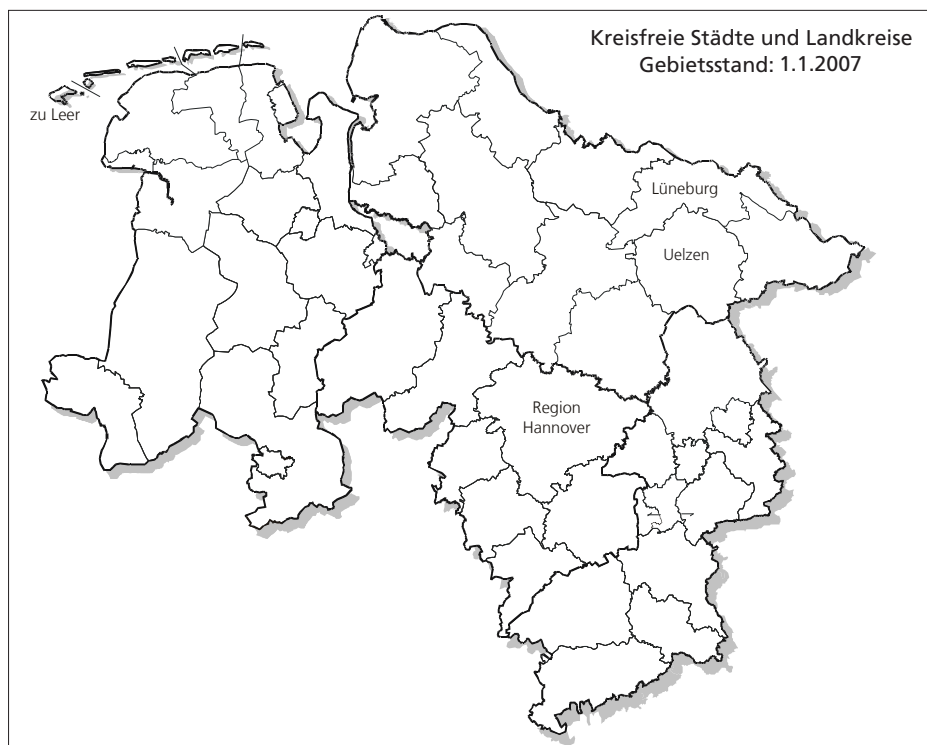 Kreisfreie Städte und Landkreise
Gebietsstand: 1.1.2007
zu Leer
Lüneburg
Uelzen
Region
Hannover